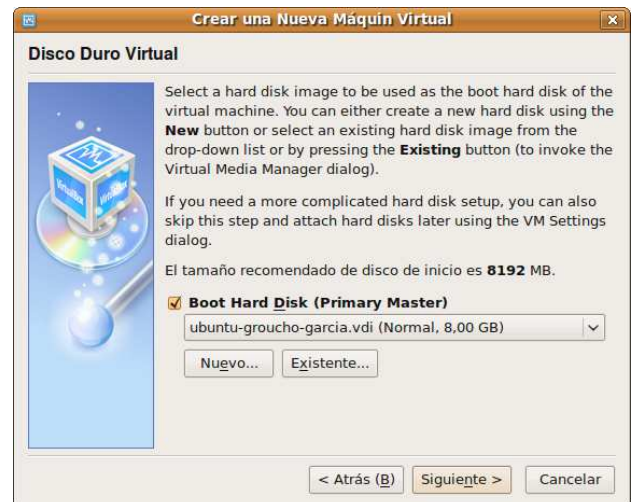 Crear una Nueva Máquin Virtual
Disco Duro Virtual
Select a hard disk image to be used as the boot hard disk of the
virtual machine. You can either create a new hard disk using the
New button or select an existing hard disk image from the
drop-down list or by pressing the Existing button (to invoke the
Virtual Media Manager dialog).
If you need a more complicated hard disk setup, you can also
skip this step and attach hard disks later using the VM Settings
dialog.
El tamaño recomendado de disco de inicio es 8192 MB.
Boot Hard Disk (Primary Master)
ubuntu-groucho-garcia.vdi (Normal, 8,00 GB)
Nuevo...
Existente...
< Atrás (B)
Siguiente >
Cancelar
VirtualBox
VirtualBox